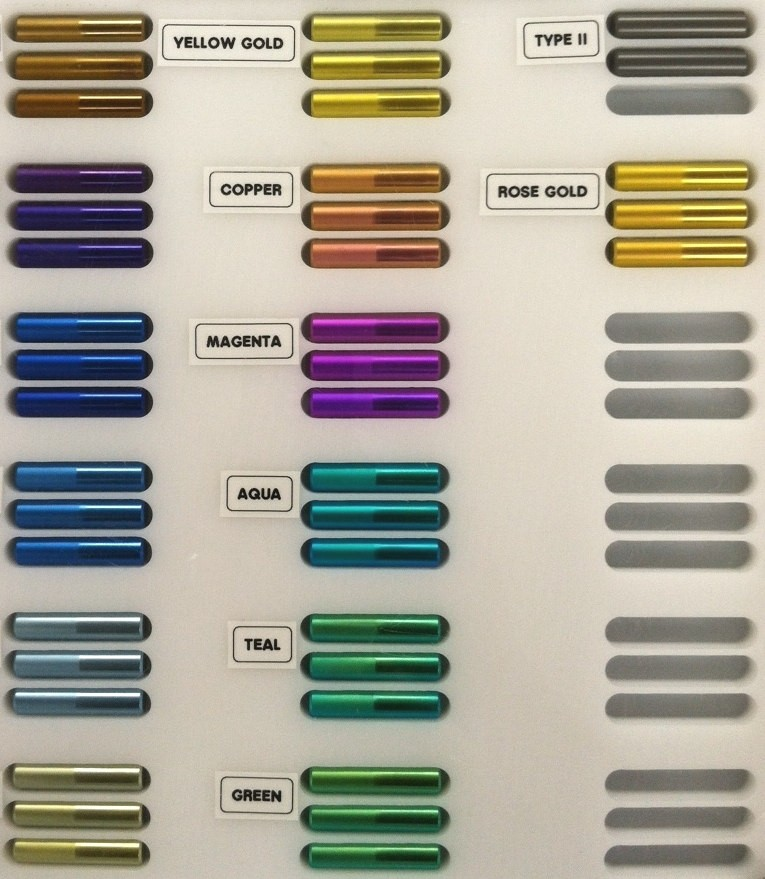 YELLOW GOLD
TYPE II
COPPER
ROSE GOLD
MAGENTA
AQUA
TEAL
GREEN